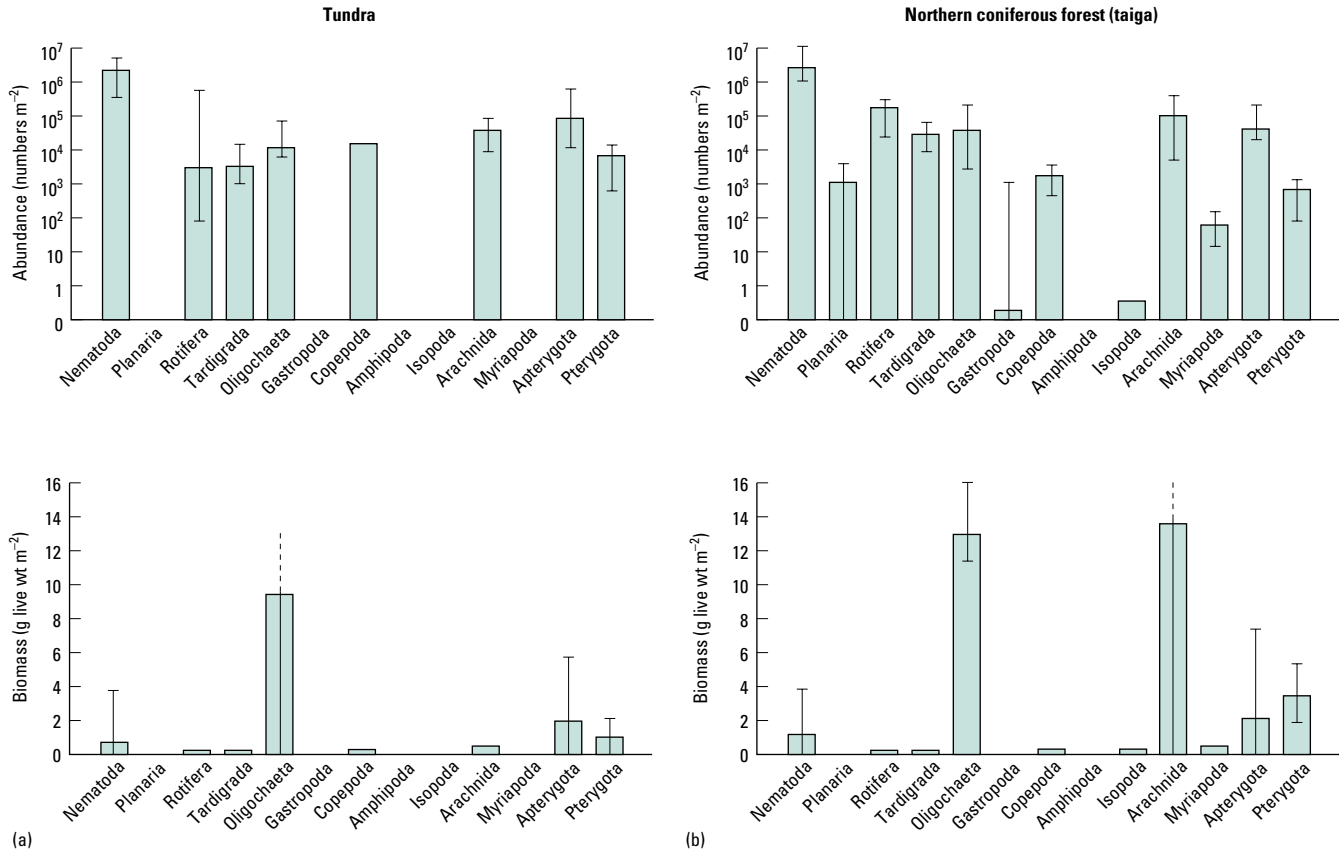 Tundra
Abundance (numbers m⁻²)
10⁷
10⁶
10⁵
10⁴
10³
10²
10
1
0
Nematoda
Planaria
Rotifera
Tardigrada
Oligochaeta
Gastropoda
Copepoda
Amphipoda
Isopoda
Arachnida
Myriapoda
Apterygota
Pterygota
Northern coniferous forest (taiga)
Abundance (numbers m⁻²)
10⁷
10⁶
10⁵
10⁴
10³
10²
10
1
0
Nematoda
Planaria
Rotifera
Tardigrada
Oligochaeta
Gastropoda
Copepoda
Amphipoda
Isopoda
Arachnida
Myriapoda
Apterygota
Pterygota
Biomass (g live wt m⁻²)
16
14
12
10
8
6
4
2
0
Nematoda
Planaria
Rotifera
Tardigrada
Oligochaeta
Gastropoda
Copepoda
Amphipoda
Isopoda
Arachnida
Myriapoda
Apterygota
Pterygota
(a)
Biomass (g live wt m⁻²)
16
14
12
10
8
6
4
2
0
Nematoda
Planaria
Rotifera
Tardigrada
Oligochaeta
Gastropoda
Copepoda
Amphipoda
Isopoda
Arachnida
Myriapoda
Apterygota
Pterygota
(b)